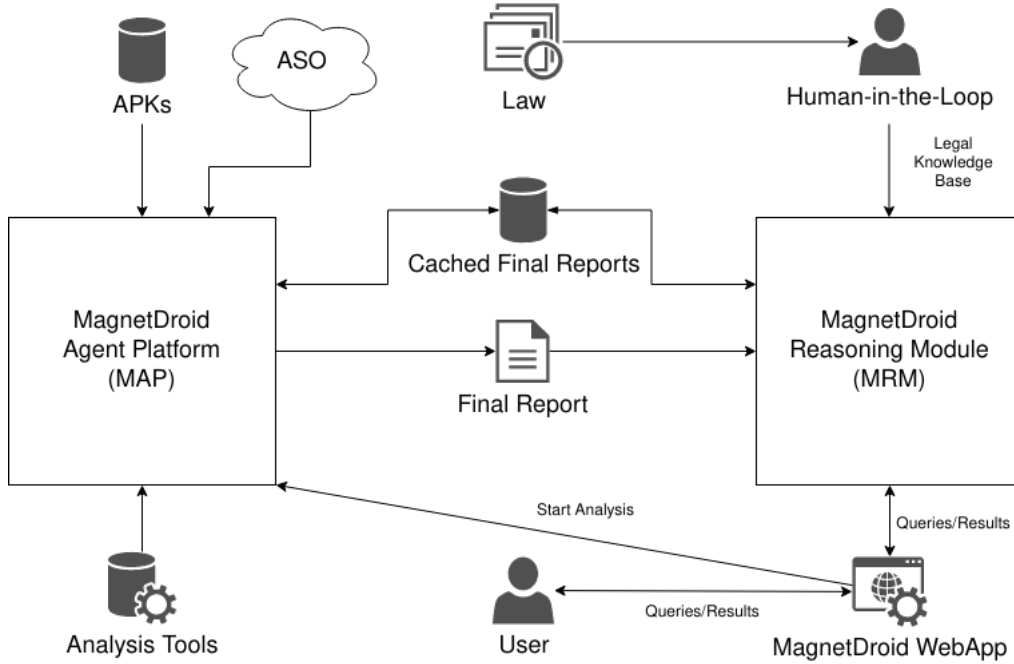 ASO
APKs
Law
Human-in-the-Loop
Legal
Knowledge
Base
Cached Final Reports
MagnetDroid
Agent Platform
(MAP)
MagnetDroid
Reasoning Module
(MRM)
Final Report
Start Analysis
Queries/Results
Queries/Results
Analysis Tools
User
MagnetDroid WebApp